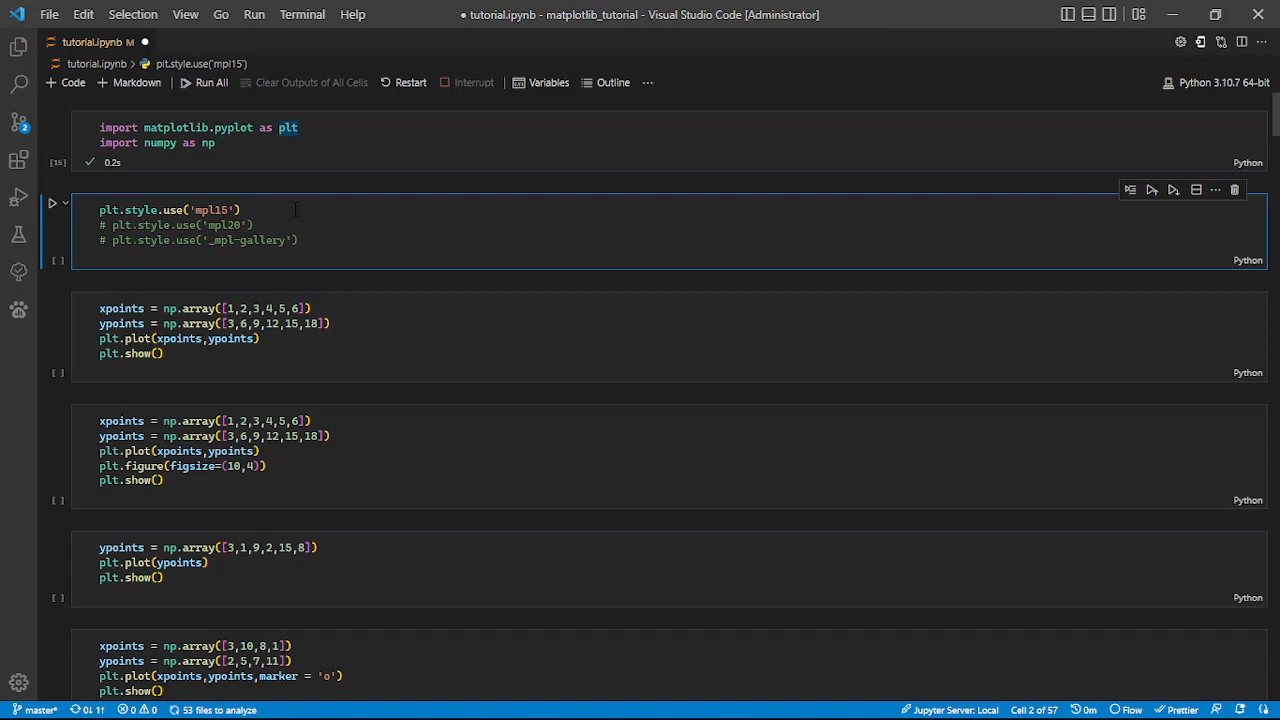 File Edit Selection View Go Run Terminal Help
● tutorial.ipynb - matplotlib_tutorial - Visual Studio Code [Administrator]
tutorial.ipynb M ●
tutorial.ipynb > plt.style.use('mpl15')
+ Code + Markdown Run All Clear Outputs of All Cells Restart Interrupt Variables Outline ··· Python 3.10.7 64-bit
import matplotlib.pyplot as plt
import numpy as np
[15] ✓ 0.2s Python
plt.style.use('mpl15')
# plt.style.use('mpl20')
# plt.style.use('_mpl-gallery')
[ ] Python
xpoints = np.array([1,2,3,4,5,6])
ypoints = np.array([3,6,9,12,15,18])
plt.plot(xpoints,ypoints)
plt.show()
[ ] Python
xpoints = np.array([1,2,3,4,5,6])
ypoints = np.array([3,6,9,12,15,18])
plt.plot(xpoints,ypoints)
plt.figure(figsize=(10,4))
plt.show()
[ ] Python
ypoints = np.array([3,1,9,2,15,8])
plt.plot(ypoints)
plt.show()
[ ] Python
xpoints = np.array([3,10,8,1])
ypoints = np.array([2,5,7,11])
plt.plot(xpoints,ypoints,marker = 'o')
plt.show()
2
master* 0↓ 1↑ 0 0 53 files to analyze Jupyter Server: Local Cell 2 of 57 0m Flow Prettier